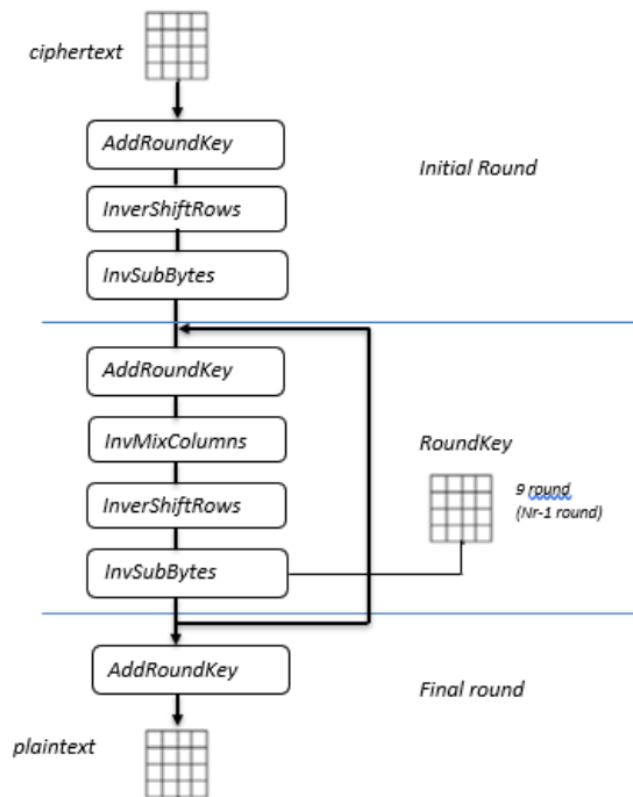 ciphertext
AddRoundKey
Initial Round
InverShiftRows
InvSubBytes
AddRoundKey
InvMixColumns
RoundKey
InverShiftRows
9 round
(Nr-1 round)
InvSubBytes
AddRoundKey
Final round
plaintext